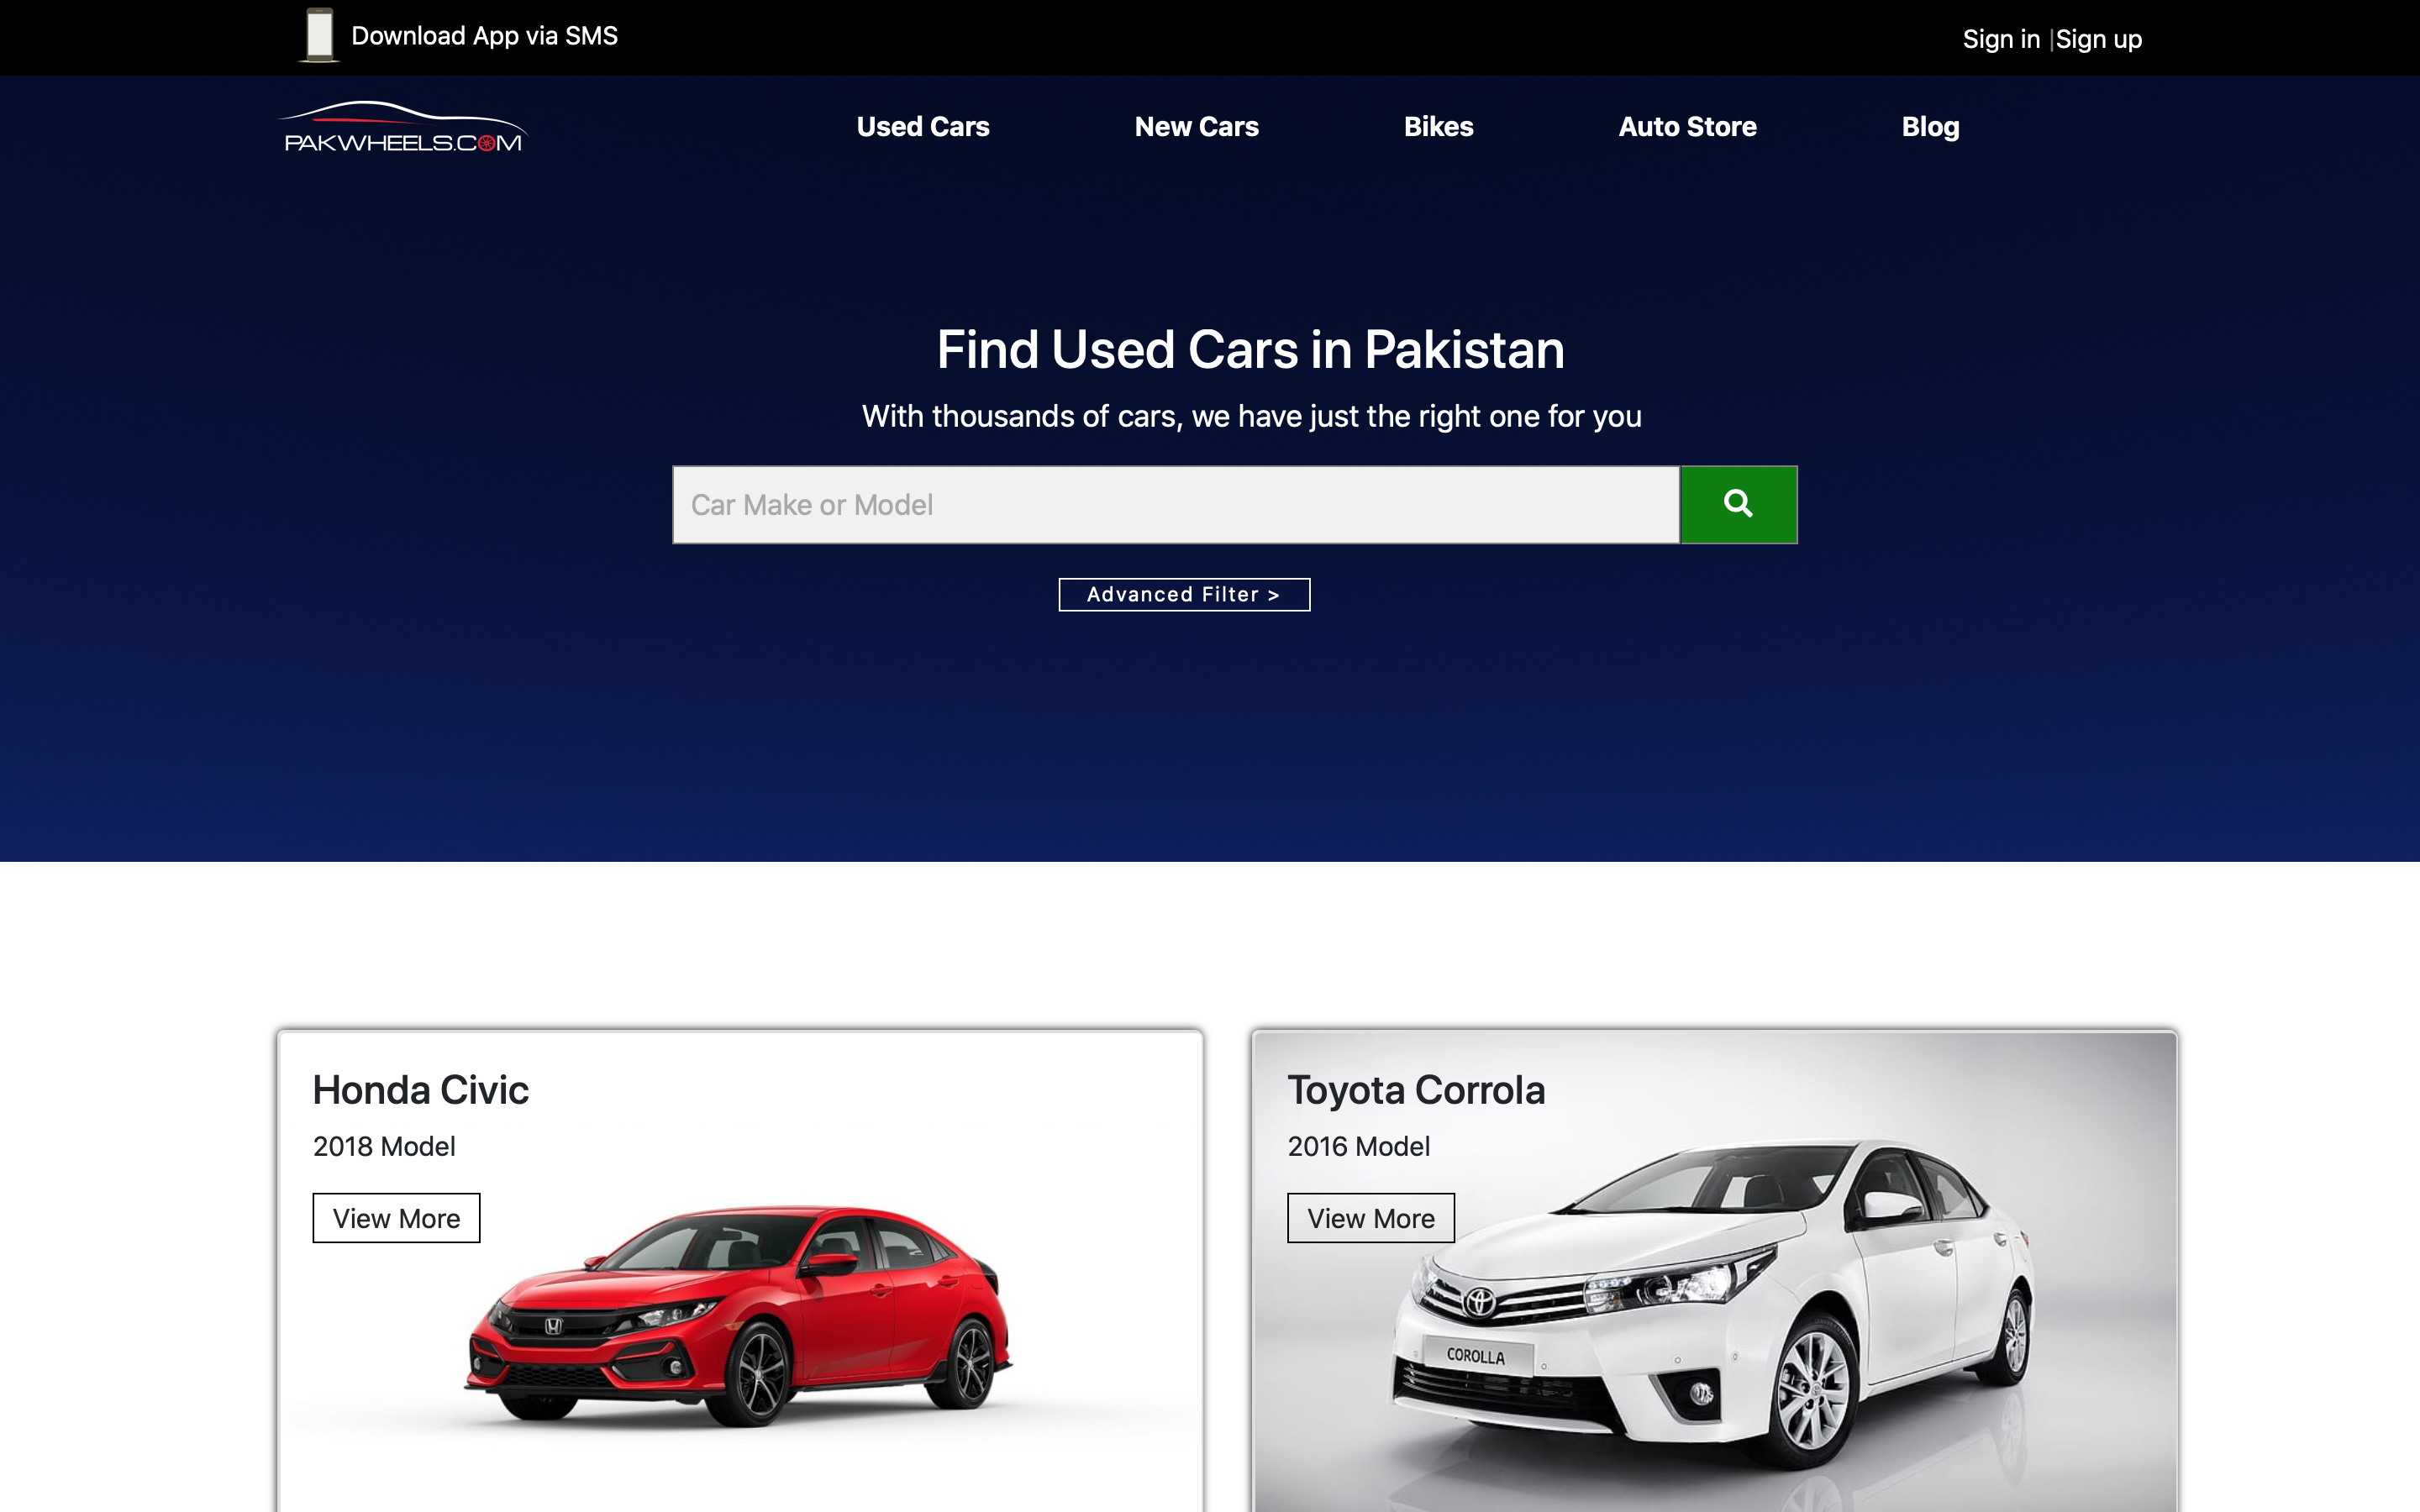 Download App via SMS
Sign in |Sign up
PAKWHEELS.COM
Used Cars
New Cars
Bikes
Auto Store
Blog
Find Used Cars in Pakistan
With thousands of cars, we have just the right one for you
Car Make or Model
Advanced Filter >
Honda Civic
2018 Model
View More
Toyota Corrola
2016 Model
View More
COROLLA